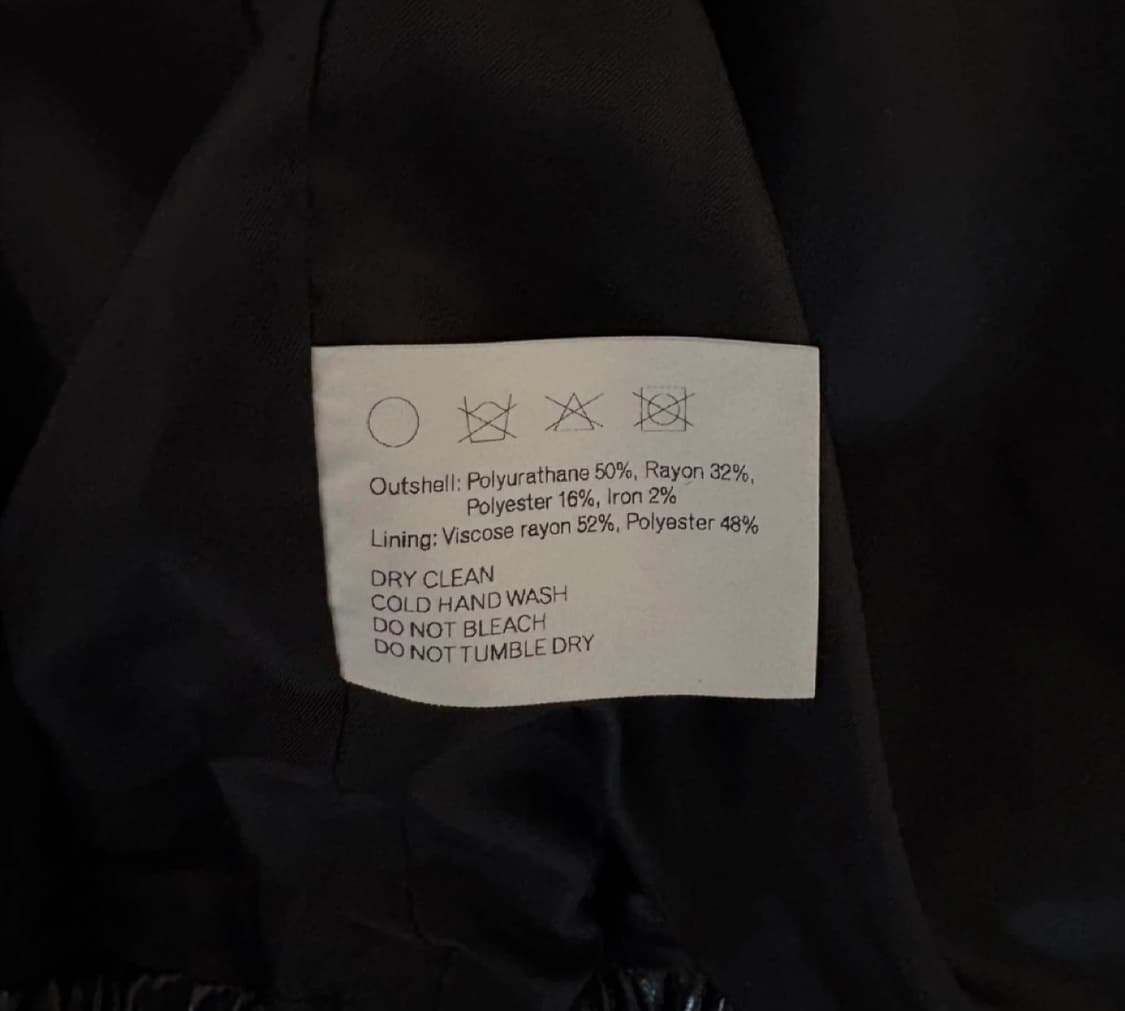 Outshell: Polyurathane 50%, Rayon 32%,
Polyester 16%, Iron 2%
Lining: Viscose rayon 52%, Polyester 48%
DRY CLEAN
COLD HAND WASH
DO NOT BLEACH
DO NOT TUMBLE DRY